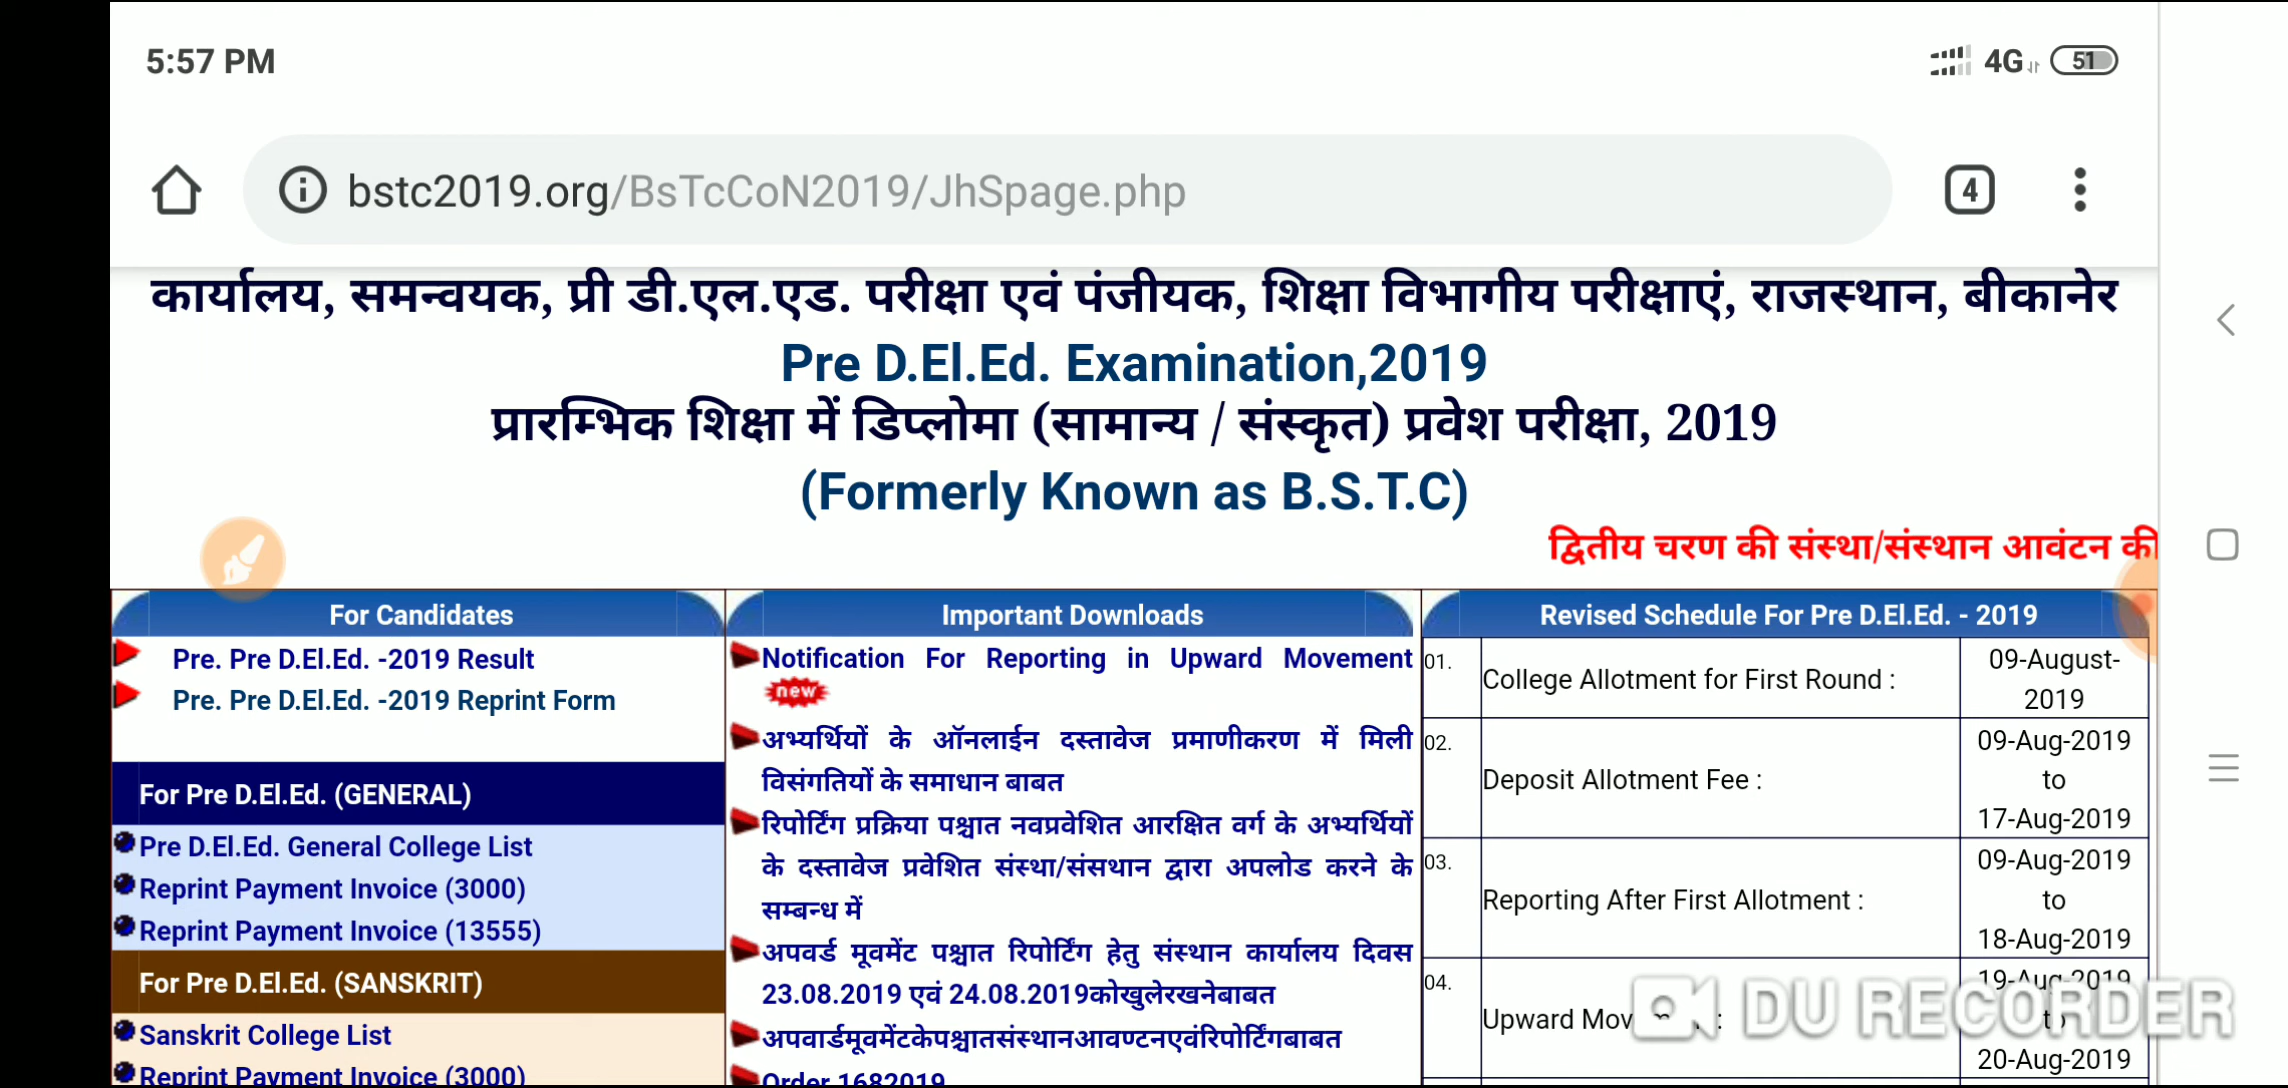 5:57 PM
4G 51
bstc2019.org/BsTcCoN2019/JhSpage.php
4
कार्यालय, समन्वयक, प्री डी.एल.एड. परीक्षा एवं पंजीयक, शिक्षा विभागीय परीक्षाएं, राजस्थान, बीकानेर
Pre D.El.Ed. Examination,2019
प्रारम्भिक शिक्षा में डिप्लोमा (सामान्य / संस्कृत) प्रवेश परीक्षा, 2019
(Formerly Known as B.S.T.C)
द्वितीय चरण की संस्था/संस्थान आवंटन की
For Candidates
Pre. Pre D.El.Ed. -2019 Result
Pre. Pre D.El.Ed. -2019 Reprint Form
For Pre D.El.Ed. (GENERAL)
Pre D.El.Ed. General College List
Reprint Payment Invoice (3000)
Reprint Payment Invoice (13555)
For Pre D.El.Ed. (SANSKRIT)
Sanskrit College List
Reprint Payment Invoice (3000)
Important Downloads
Notification For Reporting in Upward Movement
new
अभ्यर्थियों के ऑनलाईन दस्तावेज प्रमाणीकरण में मिली
विसंगतियों के समाधान बाबत
रिपोर्टिंग प्रक्रिया पश्चात नवप्रवेशित आरक्षित वर्ग के अभ्यर्थियों
के दस्तावेज प्रवेशित संस्था/संसथान द्वारा अपलोड करने के
सम्बन्ध में
अपवर्ड मूवमेंट पश्चात रिपोर्टिंग हेतु संस्थान कार्यालय दिवस
23.08.2019 एवं 24.08.2019कोखुलेरखनेबाबत
अपवार्डमूवमेंटकेपश्चातसंस्थानआवण्टनएवंरिपोर्टिंगबाबत
Order 1682019
Revised Schedule For Pre D.El.Ed. - 2019
01. College Allotment for First Round : 09-August-
2019
02. Deposit Allotment Fee : 09-Aug-2019
to
17-Aug-2019
03. Reporting After First Allotment : 09-Aug-2019
to
18-Aug-2019
04. Upward : 19-Aug-2019
to
20-Aug-2019
DU RECORDER